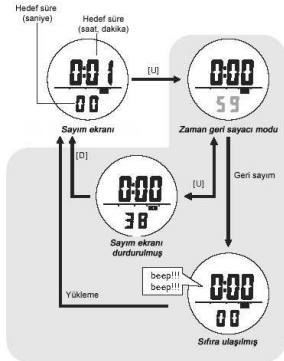 Hedef süre
(saniye)
Hedef süre
(saat, dakika)
0:01
00
Sayım ekranı
[U]
0:00
59
Zaman geri sayacı modu
[D]
[U]
0:00
38
Sayım ekranı
durdurulmuş
Geri sayım
beep!!!
beep!!!
0:00
00
Yükleme
Sıfıra ulaşılmış